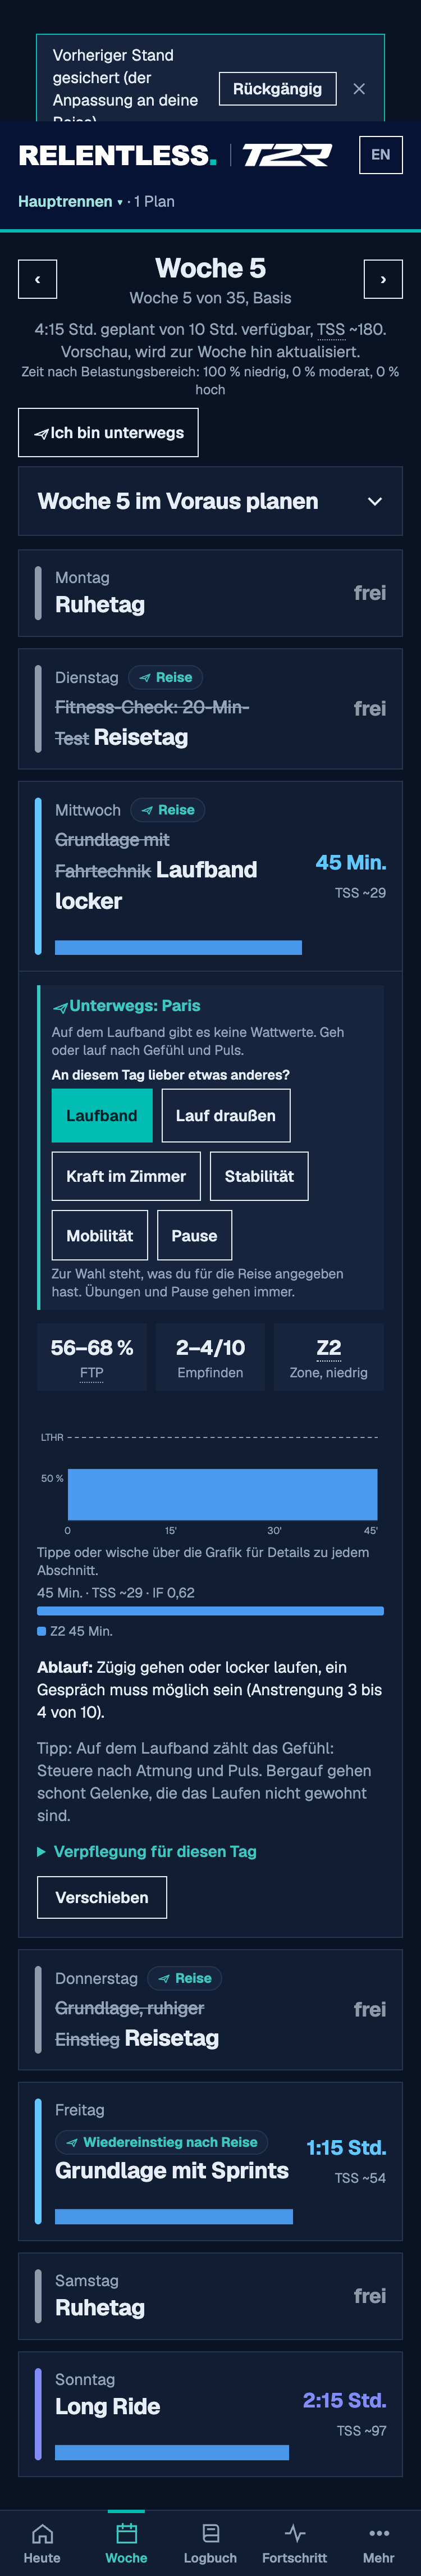 Vorheriger Stand
gesichert (der
Anpassung an deine
Reise)
Rückgängig
RELENTLESS. T2R
EN
Hauptrennen ▾ · 1 Plan
‹
Woche 5
›
Woche 5 von 35, Basis
4:15 Std. geplant von 10 Std. verfügbar, TSS ~180.
Vorschau, wird zur Woche hin aktualisiert.
Zeit nach Belastungsbereich: 100 % niedrig, 0 % moderat, 0 %
hoch
Ich bin unterwegs
Woche 5 im Voraus planen
Montag
Ruhetag
frei
Dienstag Reise
Fitness-Check: 20-Min-
Test Reisetag
frei
Mittwoch Reise
Grundlage mit
Fahrtechnik Laufband
locker
45 Min.
TSS ~29
Unterwegs: Paris
Auf dem Laufband gibt es keine Wattwerte. Geh
oder lauf nach Gefühl und Puls.
An diesem Tag lieber etwas anderes?
Laufband Lauf draußen
Kraft im Zimmer Stabilität
Mobilität Pause
Zur Wahl steht, was du für die Reise angegeben
hast. Übungen und Pause gehen immer.
56–68 % 2–4/10 Z2
FTP Empfinden Zone, niedrig
LTHR
50 %
0 15' 30' 45'
Tippe oder wische über die Grafik für Details zu jedem
Abschnitt.
45 Min. · TSS ~29 · IF 0,62
Z2 45 Min.
Ablauf: Zügig gehen oder locker laufen, ein
Gespräch muss möglich sein (Anstrengung 3 bis
4 von 10).
Tipp: Auf dem Laufband zählt das Gefühl:
Steuere nach Atmung und Puls. Bergauf gehen
schont Gelenke, die das Laufen nicht gewohnt
sind.
Verpflegung für diesen Tag
Verschieben
Donnerstag Reise
Grundlage, ruhiger
Einstieg Reisetag
frei
Freitag
Wiedereinstieg nach Reise
Grundlage mit Sprints
1:15 Std.
TSS ~54
Samstag
Ruhetag
frei
Sonntag
Long Ride
2:15 Std.
TSS ~97
Heute Woche Logbuch Fortschritt Mehr